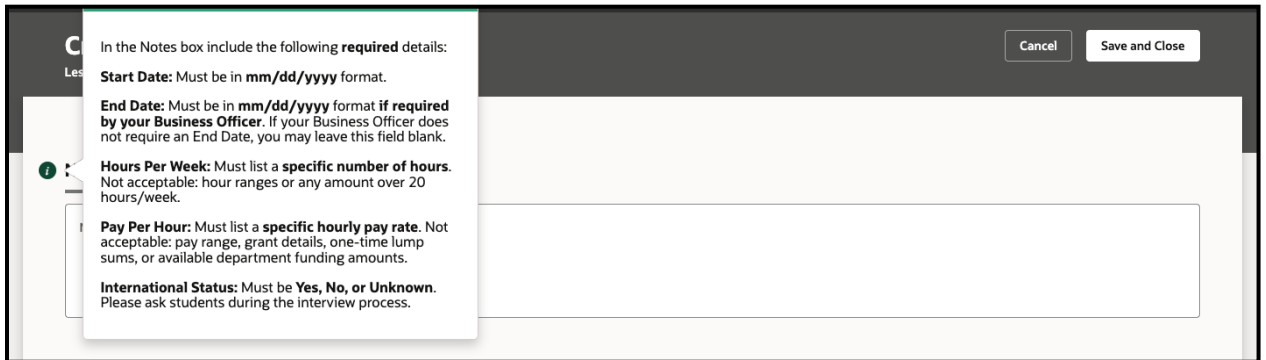 In the Notes box include the following required details:
Cancel
Save and Close
Les
Start Date: Must be in mm/dd/yyyy format.
End Date: Must be in mm/dd/yyyy format if required
by your Business Officer. If your Business Officer does
not require an End Date, you may leave this field blank.
Hours Per Week: Must list a specific number of hours.
Not acceptable: hour ranges or any amount over 20
hours/week.
Pay Per Hour: Must list a specific hourly pay rate. Not
acceptable: pay range, grant details, one-time lump
sums, or available department funding amounts.
International Status: Must be Yes, No, or Unknown.
Please ask students during the interview process.